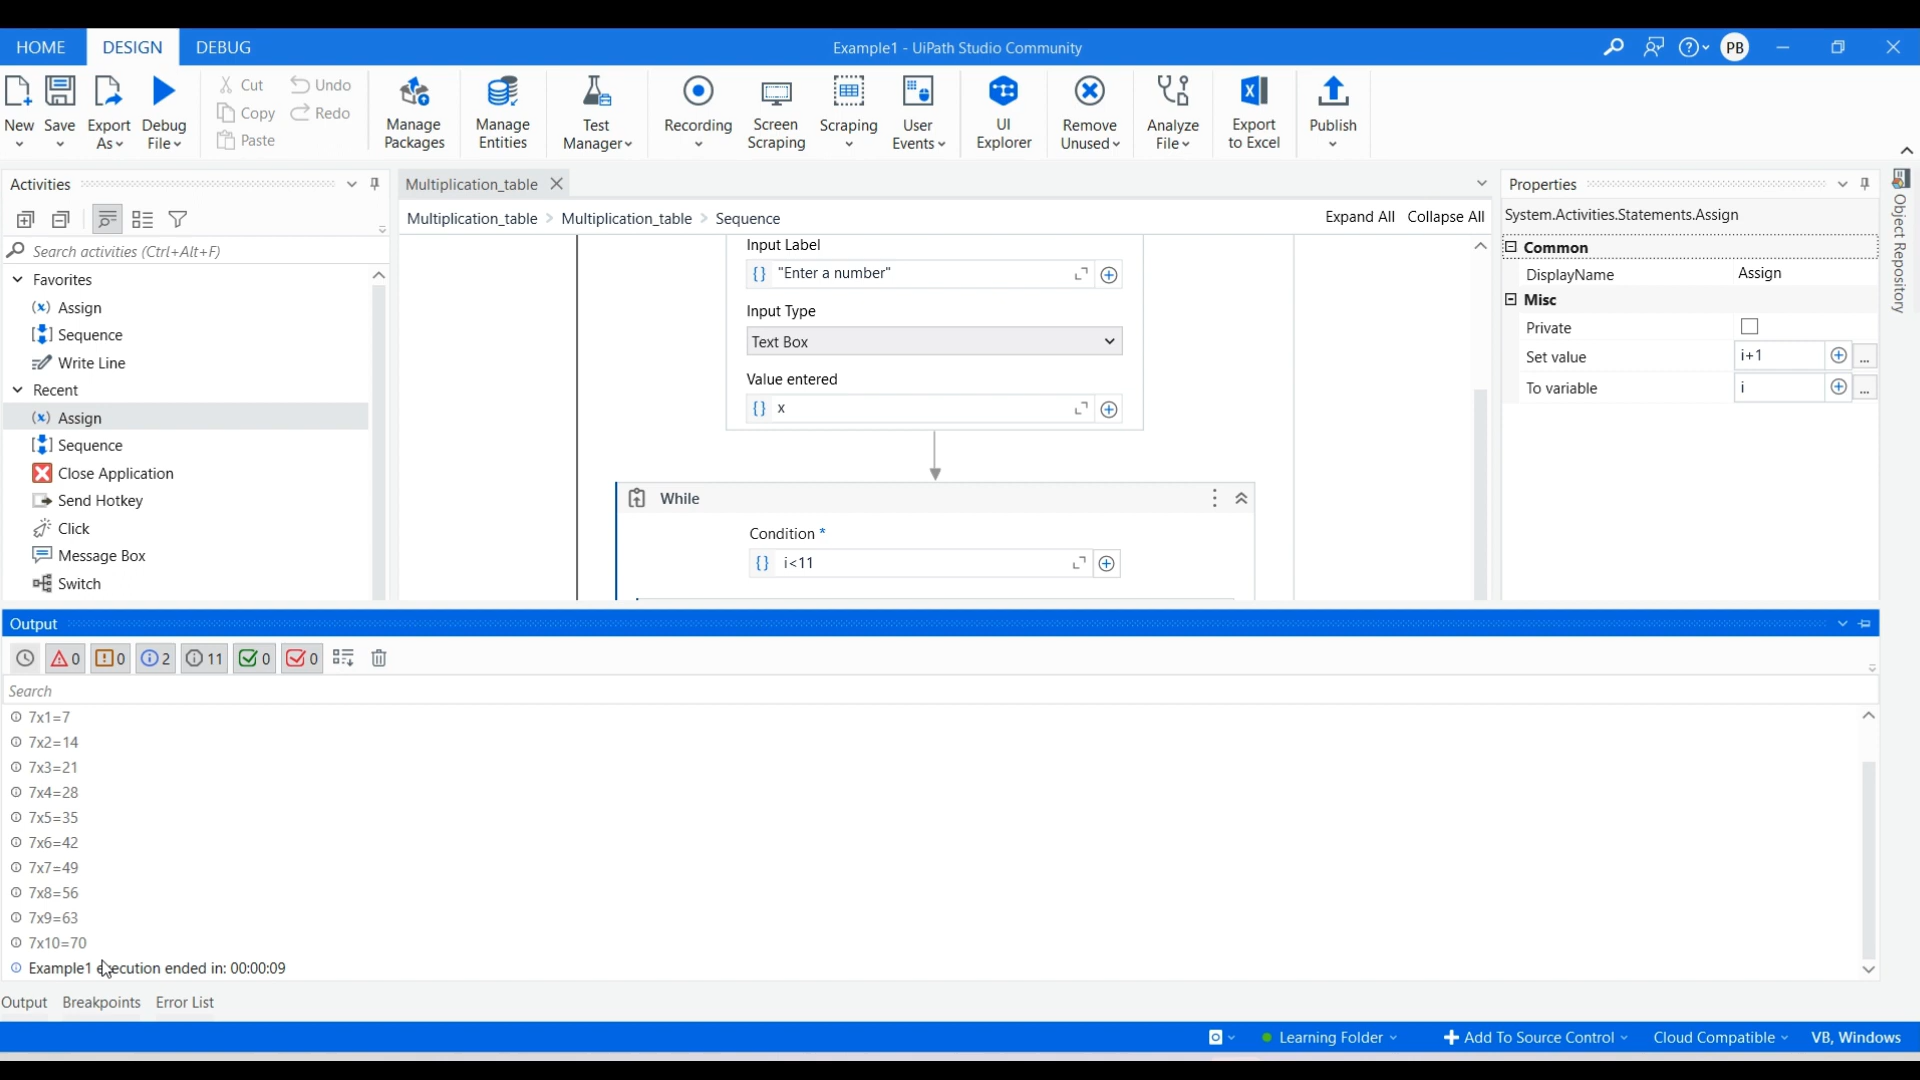 HOME DESIGN DEBUG Example1 - UiPath Studio Community PB
New Save Export As Debug File Cut Copy Paste Undo Redo Manage Packages Manage Entities Test Manager Recording Screen Scraping Scraping User Events UI Explorer Remove Unused Analyze File Export to Excel Publish
Activities
Search activities (Ctrl+Alt+F)
Favorites
(x) Assign
Sequence
Write Line
Recent
(x) Assign
Sequence
Close Application
Send Hotkey
Click
Message Box
Switch
Multiplication_table
Multiplication_table > Multiplication_table > Sequence Expand All Collapse All
Input Label
{} "Enter a number"
Input Type
Text Box
Value entered
{} x
While
Condition *
{} i<11
Properties
System.Activities.Statements.Assign
Common
DisplayName Assign
Misc
Private
Set value i+1 ...
To variable i ...
Object Repository
Output
0 0 2 11 0 0
Search
7x1=7
7x2=14
7x3=21
7x4=28
7x5=35
7x6=42
7x7=49
7x8=56
7x9=63
7x10=70
Example1 execution ended in: 00:00:09
Output Breakpoints Error List
Learning Folder Add To Source Control Cloud Compatible VB, Windows